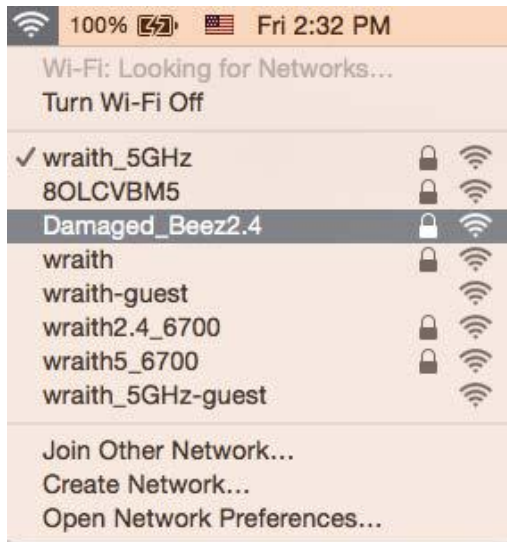 100% Fri 2:32 PM
Wi-Fi: Looking for Networks...
Turn Wi-Fi Off
wraith_5GHz
8OLCVBM5
Damaged_Beez2.4
wraith
wraith-guest
wraith2.4_6700
wraith5_6700
wraith_5GHz-guest
Join Other Network...
Create Network...
Open Network Preferences...